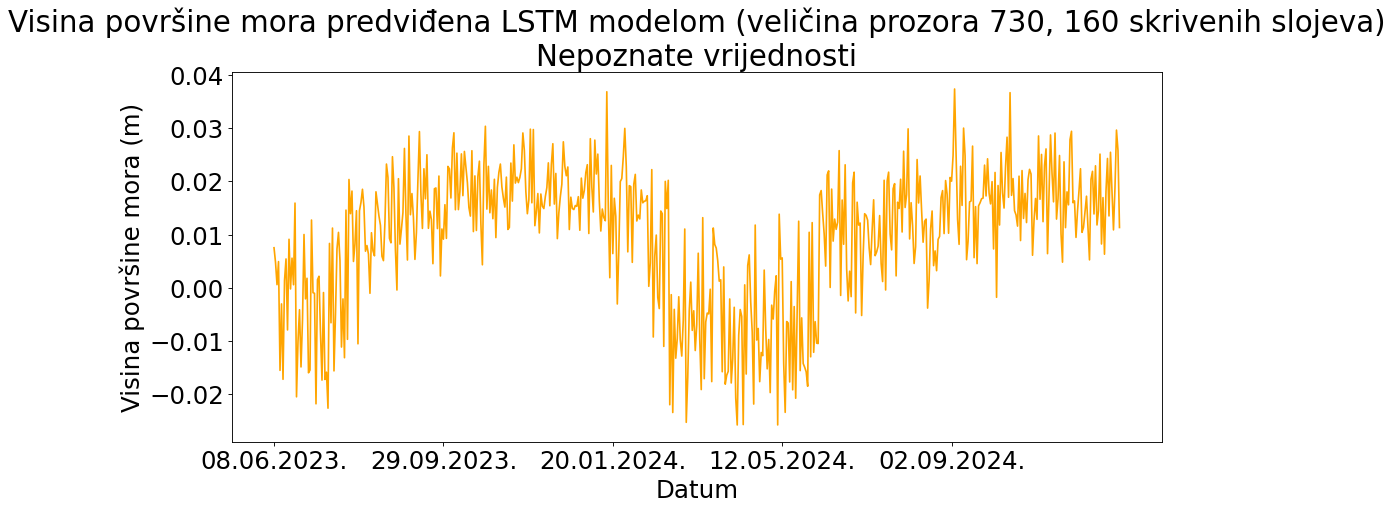 Visina površine mora predviđena LSTM modelom (veličina prozora 730, 160 skrivenih slojeva)
Nepoznate vrijednosti
Visina površine mora (m)
0.04
0.03
0.02
0.01
0.00
−0.01
−0.02
08.06.2023. 29.09.2023. 20.01.2024. 12.05.2024. 02.09.2024.
Datum